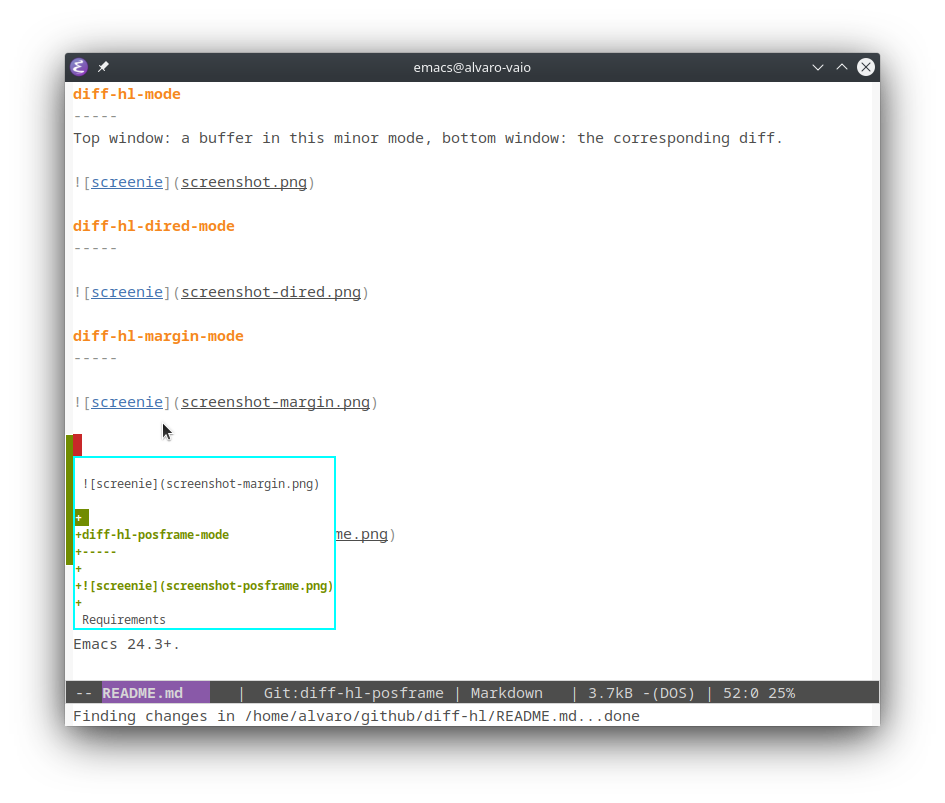 emacs@alvaro-vaio
diff-hl-mode
-----
Top window: a buffer in this minor mode, bottom window: the corresponding diff.
![screenie](screenshot.png)
diff-hl-dired-mode
-----
![screenie](screenshot-dired.png)
diff-hl-margin-mode
-----
![screenie](screenshot-margin.png)
![screenie](screenshot-margin.png)
+
+diff-hl-posframe-mode
me.png)
+-----
+
+![screenie](screenshot-posframe.png)
+
Requirements
Emacs 24.3+.
-- README.md | Git:diff-hl-posframe | Markdown | 3.7kB -(DOS) | 52:0 25%
Finding changes in /home/alvaro/github/diff-hl/README.md...done